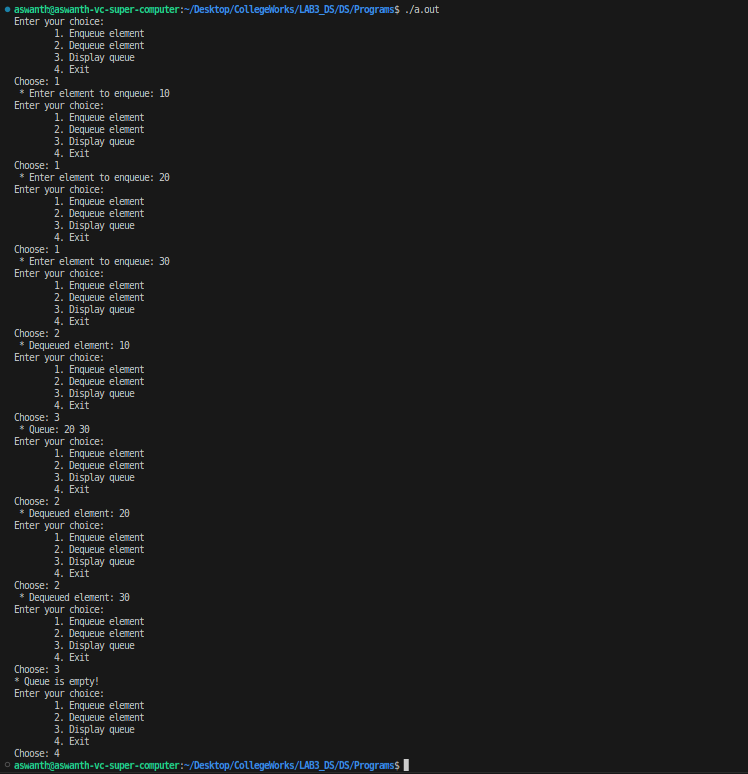 aswanth@aswanth-vc-super-computer:~/Desktop/CollegeWorks/LAB3_DS/DS/Programs$ ./a.out
Enter your choice:
        1. Enqueue element
        2. Dequeue element
        3. Display queue
        4. Exit
Choose: 1
 * Enter element to enqueue: 10
Enter your choice:
        1. Enqueue element
        2. Dequeue element
        3. Display queue
        4. Exit
Choose: 1
 * Enter element to enqueue: 20
Enter your choice:
        1. Enqueue element
        2. Dequeue element
        3. Display queue
        4. Exit
Choose: 1
 * Enter element to enqueue: 30
Enter your choice:
        1. Enqueue element
        2. Dequeue element
        3. Display queue
        4. Exit
Choose: 2
 * Dequeued element: 10
Enter your choice:
        1. Enqueue element
        2. Dequeue element
        3. Display queue
        4. Exit
Choose: 3
 * Queue: 20 30
Enter your choice:
        1. Enqueue element
        2. Dequeue element
        3. Display queue
        4. Exit
Choose: 2
 * Dequeued element: 20
Enter your choice:
        1. Enqueue element
        2. Dequeue element
        3. Display queue
        4. Exit
Choose: 2
 * Dequeued element: 30
Enter your choice:
        1. Enqueue element
        2. Dequeue element
        3. Display queue
        4. Exit
Choose: 3
* Queue is empty!
Enter your choice:
        1. Enqueue element
        2. Dequeue element
        3. Display queue
        4. Exit
Choose: 4
aswanth@aswanth-vc-super-computer:~/Desktop/CollegeWorks/LAB3_DS/DS/Programs$